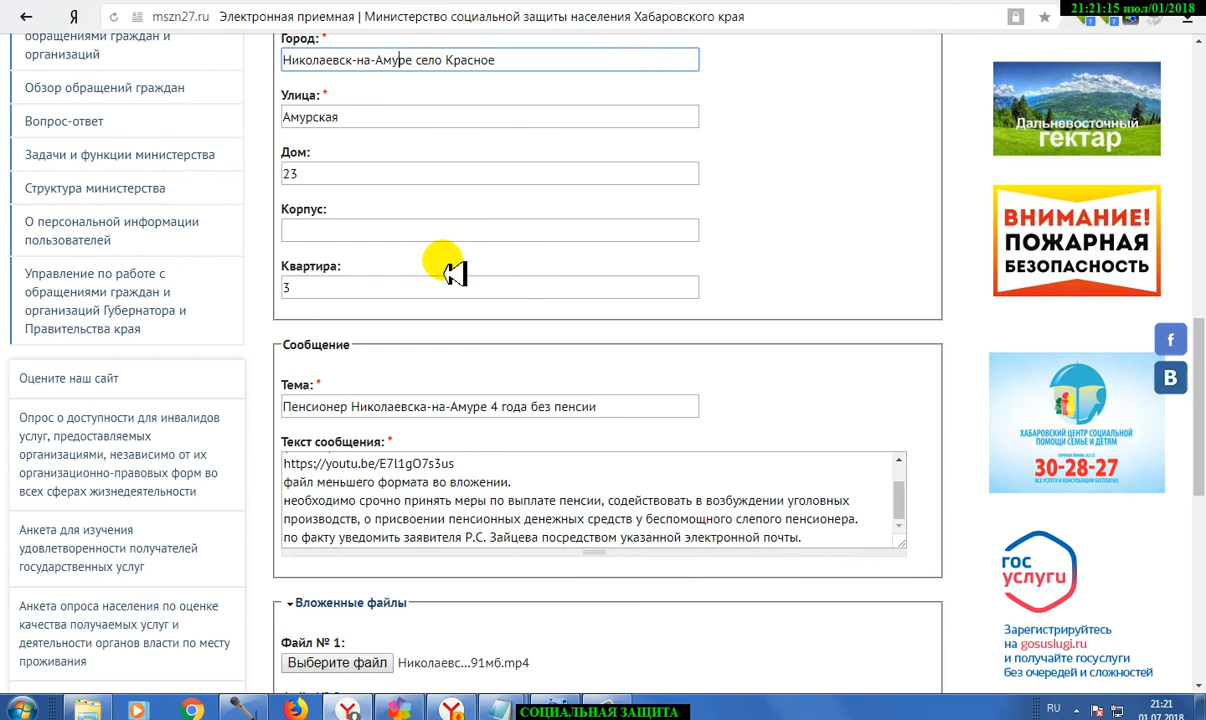 mszn27.ru Электронная приемная | Министерство социальной защиты населения Хабаровского края
21:21:15 июл/01/2018
обращениями граждан и
организаций
Обзор обращений граждан
Вопрос-ответ
Задачи и функции министерства
Структура министерства
О персональной информации
пользователей
Управление по работе с
обращениями граждан и
организаций Губернатора и
Правительства края
Оцените наш сайт
Опрос о доступности для инвалидов
услуг, предоставляемых
организациями, независимо от их
организационно-правовых форм во
всех сферах жизнедеятельности
Анкета для изучения
удовлетворенности получателей
государственных услуг
Анкета опроса населения по оценке
качества получаемых услуг и
деятельности органов власти по месту
проживания
Город: *
Николаевск-на-Амуре село Красное
Улица: *
Амурская
Дом:
23
Корпус:
Квартира:
3
Сообщение
Тема: *
Пенсионер Николаевска-на-Амуре 4 года без пенсии
Текст сообщения: *
https://youtu.be/E7l1gO7s3us
файл меньшего формата во вложении.
необходимо срочно принять меры по выплате пенсии, содействовать в возбуждении уголовных
производств, о присвоении пенсионных денежных средств у беспомощного слепого пенсионера.
по факту уведомить заявителя Р.С. Зайцева посредством указанной электронной почты.
Вложенные файлы
Файл № 1:
Выберите файл Николаевс...91мб.mp4
Дальневосточный
гектар
ВНИМАНИЕ!
ПОЖАРНАЯ
БЕЗОПАСНОСТЬ
f
B
ХАБАРОВСКИЙ ЦЕНТР СОЦИАЛЬНОЙ
ПОМОЩИ СЕМЬЕ И ДЕТЯМ
30-28-27
гос
услуги
Зарегистрируйтесь
на gosuslugi.ru
и получайте госуслуги
без очередей и сложностей
СОЦИАЛЬНАЯ ЗАЩИТА
RU
21:21
01.07.2018